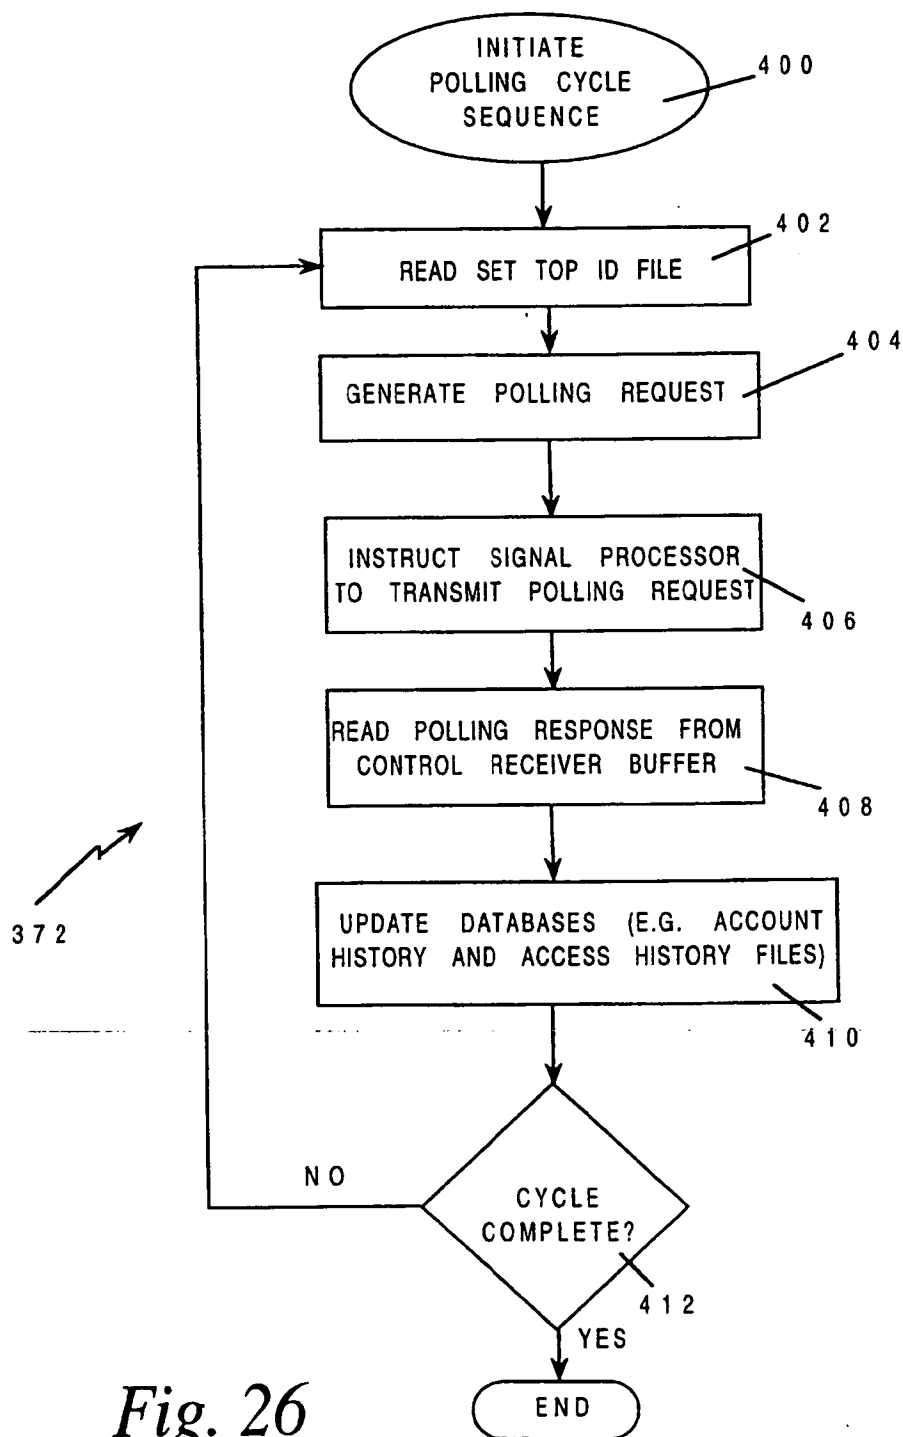 INITIATE
POLLING CYCLE
SEQUENCE
400
402
READ SET TOP ID FILE
404
GENERATE POLLING REQUEST
INSTRUCT SIGNAL PROCESSOR
TO TRANSMIT POLLING REQUEST
406
READ POLLING RESPONSE FROM
CONTROL RECEIVER BUFFER
408
372
UPDATE DATABASES (E.G. ACCOUNT
HISTORY AND ACCESS HISTORY FILES)
410
NO
CYCLE
COMPLETE?
412
YES
END
Fig. 26